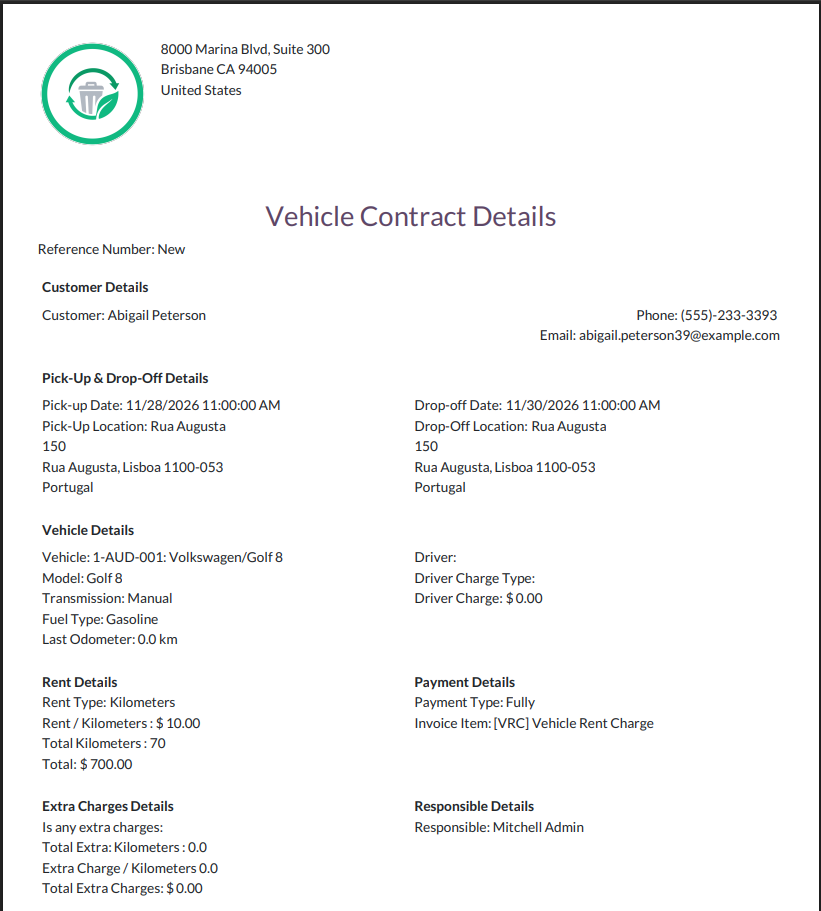 8000 Marina Blvd, Suite 300
Brisbane CA 94005
United States
Vehicle Contract Details
Reference Number: New
Customer Details
Customer: Abigail Peterson
Phone: (555)-233-3393
Email: abigail.peterson39@example.com
Pick-Up & Drop-Off Details
Pick-up Date: 11/28/2026 11:00:00 AM
Pick-Up Location: Rua Augusta
150
Rua Augusta, Lisboa 1100-053
Portugal
Drop-off Date: 11/30/2026 11:00:00 AM
Drop-Off Location: Rua Augusta
150
Rua Augusta, Lisboa 1100-053
Portugal
Vehicle Details
Vehicle: 1-AUD-001: Volkswagen/Golf 8
Model: Golf 8
Transmission: Manual
Fuel Type: Gasoline
Last Odometer: 0.0 km
Driver:
Driver Charge Type:
Driver Charge: $ 0.00
Rent Details
Rent Type: Kilometers
Rent / Kilometers : $ 10.00
Total Kilometers : 70
Total: $ 700.00
Payment Details
Payment Type: Fully
Invoice Item: [VRC] Vehicle Rent Charge
Extra Charges Details
Is any extra charges:
Total Extra: Kilometers : 0.0
Extra Charge / Kilometers 0.0
Total Extra Charges: $ 0.00
Responsible Details
Responsible: Mitchell Admin